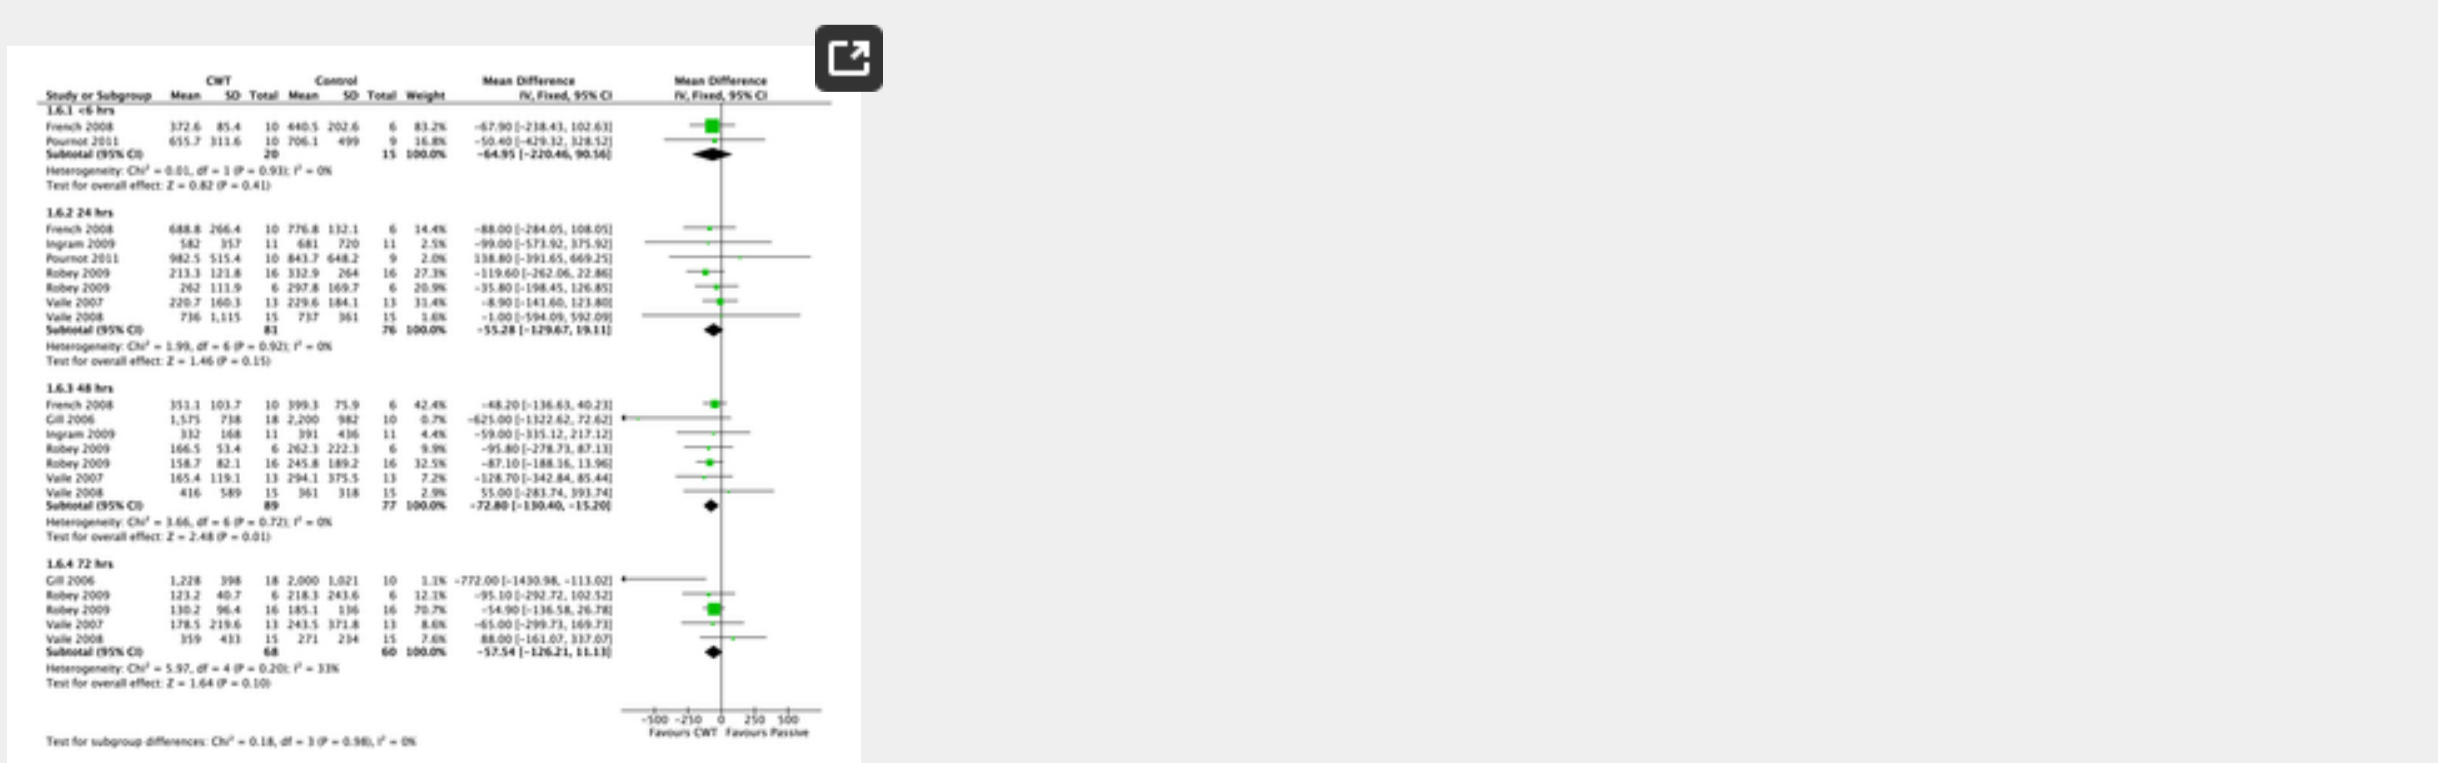 CWT Control Mean Difference Mean Difference
Study or Subgroup Mean SD Total Mean SD Total Weight IV, Fixed, 95% CI IV, Fixed, 95% CI
1.6.1 <6 hrs
French 2008 372.6 85.4 10 440.5 202.6 6 83.2% -67.90 [-238.43, 102.63]
Pournot 2011 655.7 311.6 10 706.1 499 9 16.8% -50.40 [-429.32, 328.52]
Subtotal (95% CI) 20 15 100.0% -64.95 [-220.46, 90.56]
Heterogeneity: Chi² = 0.01, df = 1 (P = 0.93); I² = 0%
Test for overall effect: Z = 0.82 (P = 0.41)
1.6.2 24 hrs
French 2008 688.8 266.4 10 776.8 132.1 6 14.4% -88.00 [-284.05, 108.05]
Ingram 2009 582 357 11 681 720 11 2.5% -99.00 [-573.92, 375.92]
Pournot 2011 982.5 515.4 10 843.7 648.2 9 2.0% 138.80 [-391.65, 669.25]
Robey 2009 213.3 121.8 16 332.9 264 16 27.3% -119.60 [-262.06, 22.86]
Robey 2009 262 111.9 6 297.8 169.7 6 20.9% -35.80 [-198.45, 126.85]
Vaile 2007 220.7 160.3 13 229.6 184.1 13 31.4% -8.90 [-141.60, 123.80]
Vaile 2008 736 1,115 15 737 361 15 1.6% -1.00 [-594.09, 592.09]
Subtotal (95% CI) 81 76 100.0% -55.28 [-129.67, 19.11]
Heterogeneity: Chi² = 1.99, df = 6 (P = 0.92); I² = 0%
Test for overall effect: Z = 1.46 (P = 0.15)
1.6.3 48 hrs
French 2008 351.1 103.7 10 399.3 75.9 6 42.4% -48.20 [-136.63, 40.23]
Gill 2006 1,575 738 18 2,200 982 10 0.7% -625.00 [-1322.62, 72.62]
Ingram 2009 332 168 11 391 436 11 4.4% -59.00 [-335.12, 217.12]
Robey 2009 166.5 53.4 6 262.3 222.3 6 9.9% -95.80 [-278.73, 87.13]
Robey 2009 158.7 82.1 16 245.8 189.2 16 32.5% -87.10 [-188.16, 13.96]
Vaile 2007 165.4 119.1 13 294.1 375.5 13 7.2% -128.70 [-342.84, 85.44]
Vaile 2008 416 589 15 361 318 15 2.9% 55.00 [-283.74, 393.74]
Subtotal (95% CI) 89 77 100.0% -72.80 [-130.40, -15.20]
Heterogeneity: Chi² = 3.66, df = 6 (P = 0.72); I² = 0%
Test for overall effect: Z = 2.48 (P = 0.01)
1.6.4 72 hrs
Gill 2006 1,228 398 18 2,000 1,021 10 1.1% -772.00 [-1430.98, -113.02]
Robey 2009 123.2 40.7 6 218.3 243.6 6 12.1% -95.10 [-292.72, 102.52]
Robey 2009 130.2 96.4 16 185.1 136 16 70.7% -54.90 [-136.58, 26.78]
Vaile 2007 178.5 219.6 13 243.5 371.8 13 8.6% -65.00 [-299.73, 169.73]
Vaile 2008 359 433 15 271 234 15 7.6% 88.00 [-161.07, 337.07]
Subtotal (95% CI) 68 60 100.0% -57.54 [-126.21, 11.13]
Heterogeneity: Chi² = 5.97, df = 4 (P = 0.20); I² = 33%
Test for overall effect: Z = 1.64 (P = 0.10)
-500 -250 0 250 500
Favours CWT Favours Passive
Test for subgroup differences: Chi² = 0.18, df = 3 (P = 0.98), I² = 0%